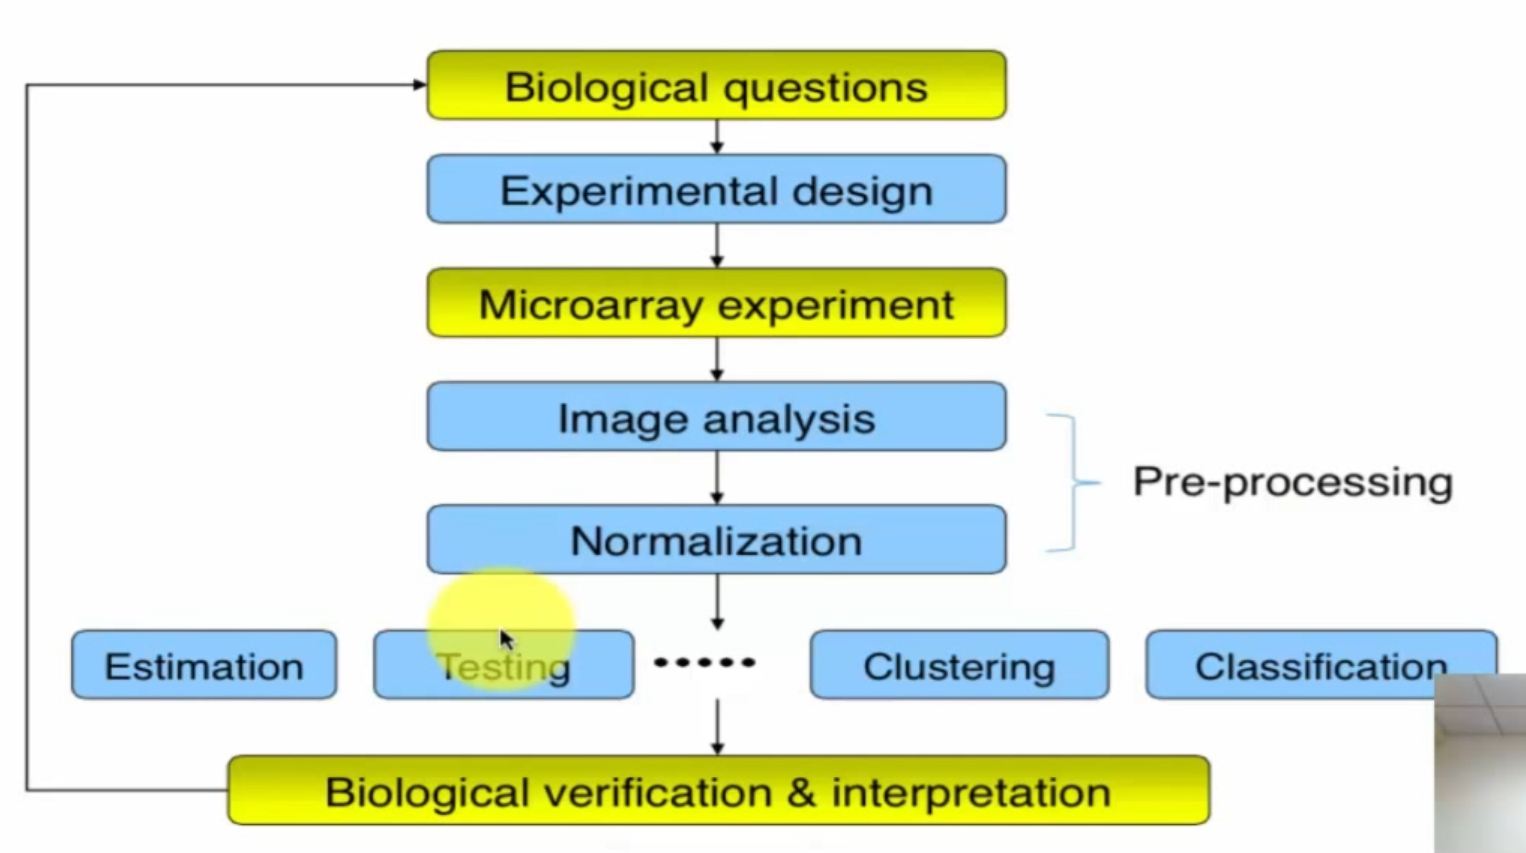 Biological questions
Experimental design
Microarray experiment
Image analysis
Pre-processing
Normalization
Estimation
Testing
Clustering
Classification
Biological verification & interpretation